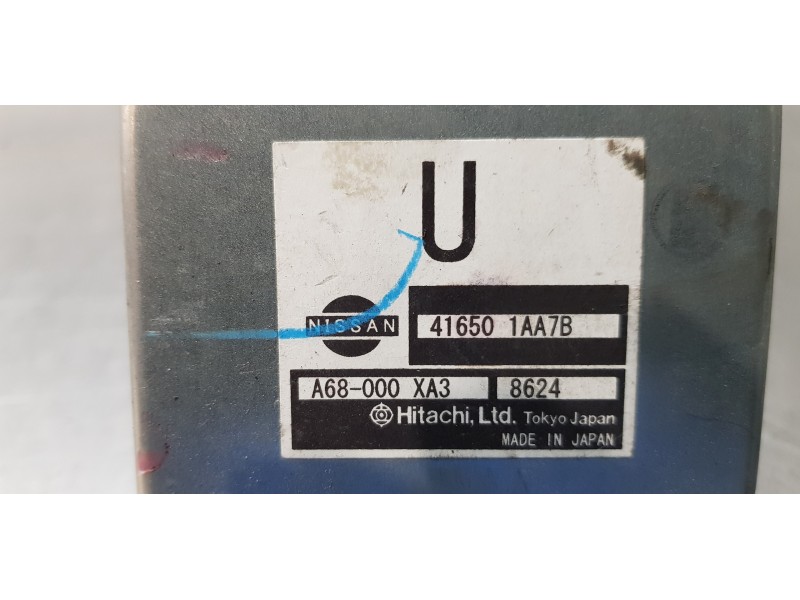 U
NISSAN
41650 1AA7B
A68-000 XA3 8624
Hitachi, Ltd. Tokyo Japan
MADE IN JAPAN